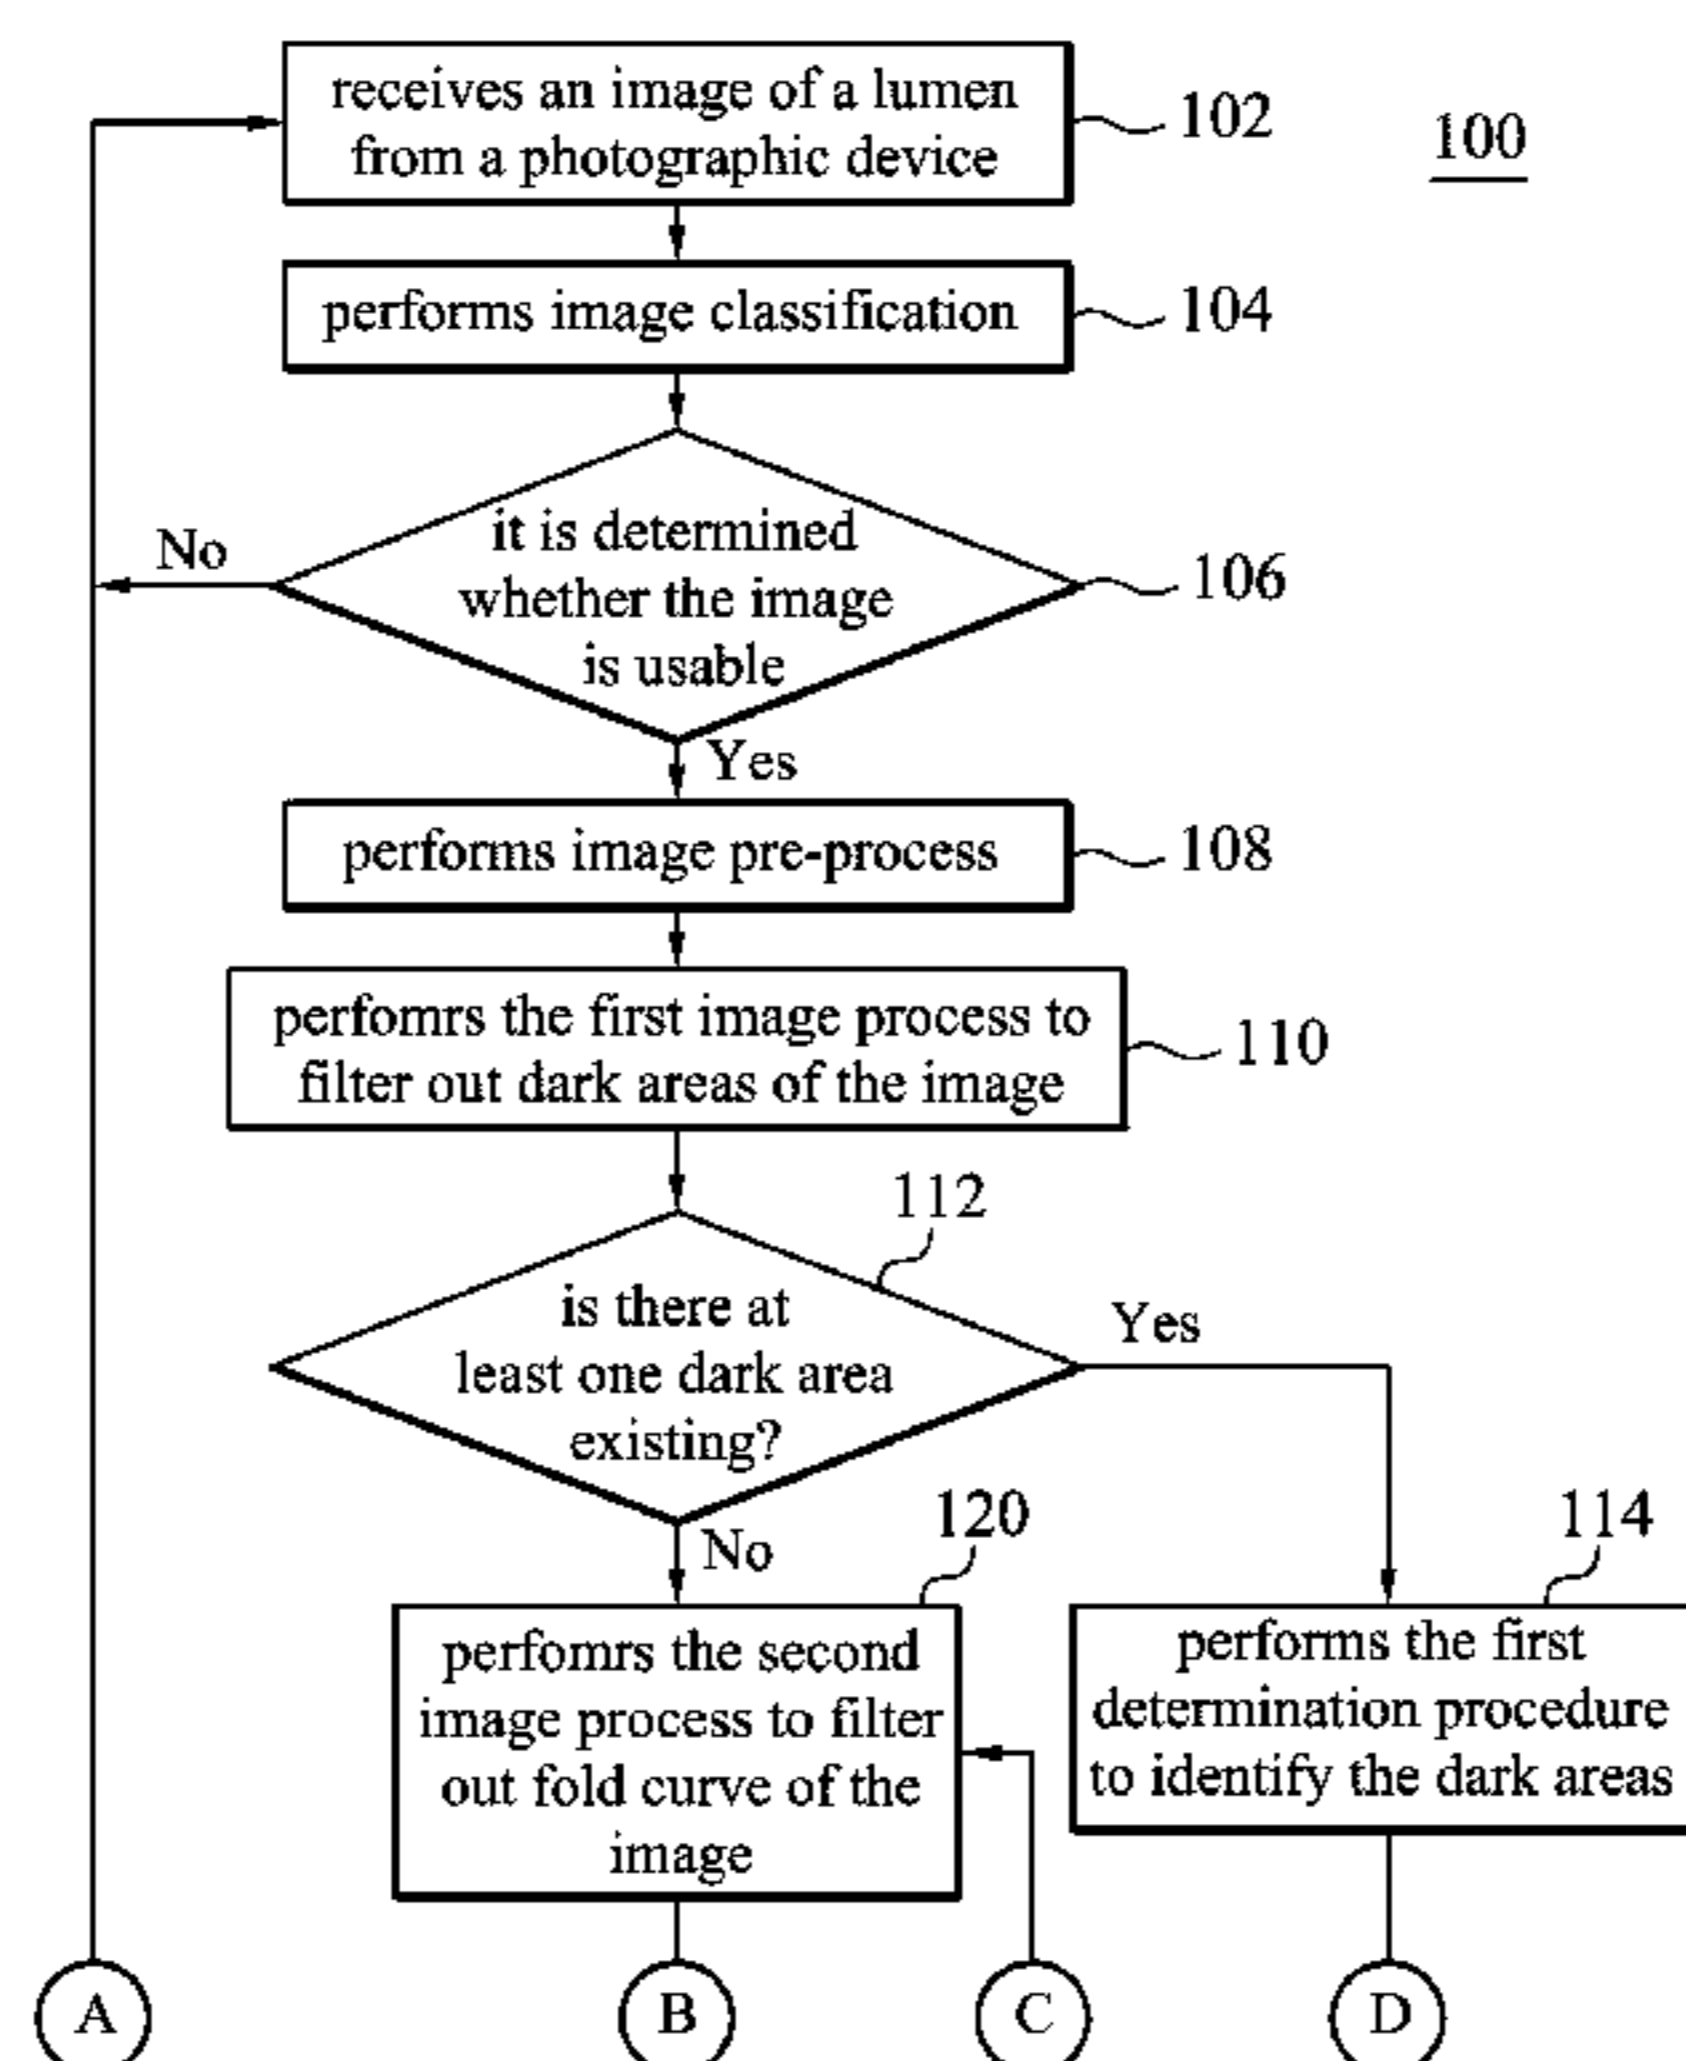 receives an image of a lumen
from a photographic device
102
100
performs image classification
104
it is determined
whether the image
is usable
106
No
Yes
performs image pre-process
108
perfomrs the first image process to
filter out dark areas of the image
110
112
is there at
least one dark area
existing?
Yes
No
120
114
perfomrs the second
image process to filter
out fold curve of the
image
performs the first
determination procedure
to identify the dark areas
A
B
C
D